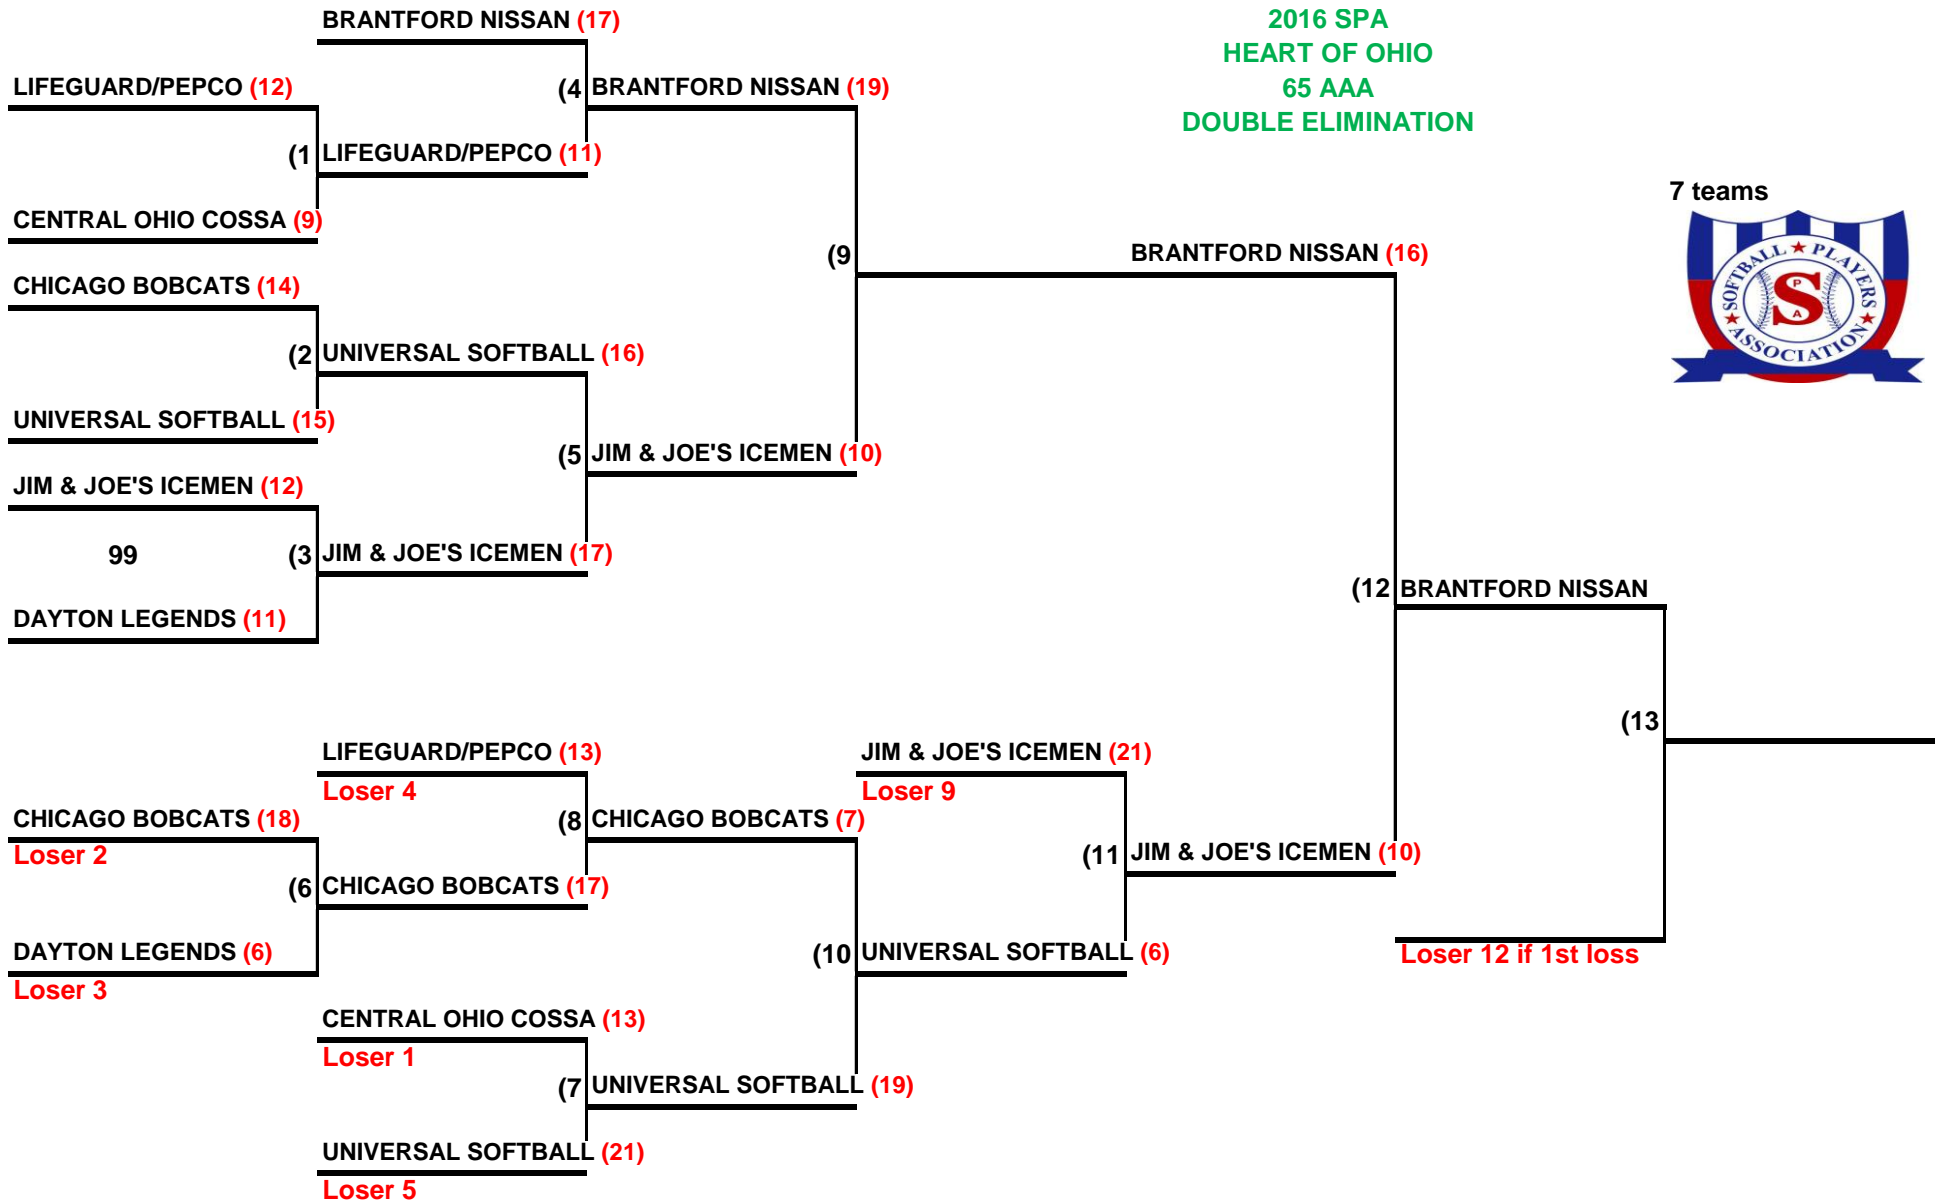 BRANTFORD NISSAN (17)
2016 SPA
HEART OF OHIO
65 AAA
DOUBLE ELIMINATION
LIFEGUARD/PEPCO (12)
(4 BRANTFORD NISSAN (19)
(1 LIFEGUARD/PEPCO (11)
7 teams
CENTRAL OHIO COSSA (9)
(9 BRANTFORD NISSAN (16)
SOFTBALL ★ PLAYERS
★ ASSOCIATION ★
P
S
A
CHICAGO BOBCATS (14)
(2 UNIVERSAL SOFTBALL (16)
UNIVERSAL SOFTBALL (15)
(5 JIM & JOE'S ICEMEN (10)
JIM & JOE'S ICEMEN (12)
99 (3 JIM & JOE'S ICEMEN (17)
(12 BRANTFORD NISSAN
DAYTON LEGENDS (11)
(13
LIFEGUARD/PEPCO (13)
Loser 4
JIM & JOE'S ICEMEN (21)
Loser 9
CHICAGO BOBCATS (18)
Loser 2
(8 CHICAGO BOBCATS (7)
(11 JIM & JOE'S ICEMEN (10)
(6 CHICAGO BOBCATS (17)
DAYTON LEGENDS (6)
Loser 3
(10 UNIVERSAL SOFTBALL (6)
Loser 12 if 1st loss
CENTRAL OHIO COSSA (13)
Loser 1
(7 UNIVERSAL SOFTBALL (19)
UNIVERSAL SOFTBALL (21)
Loser 5